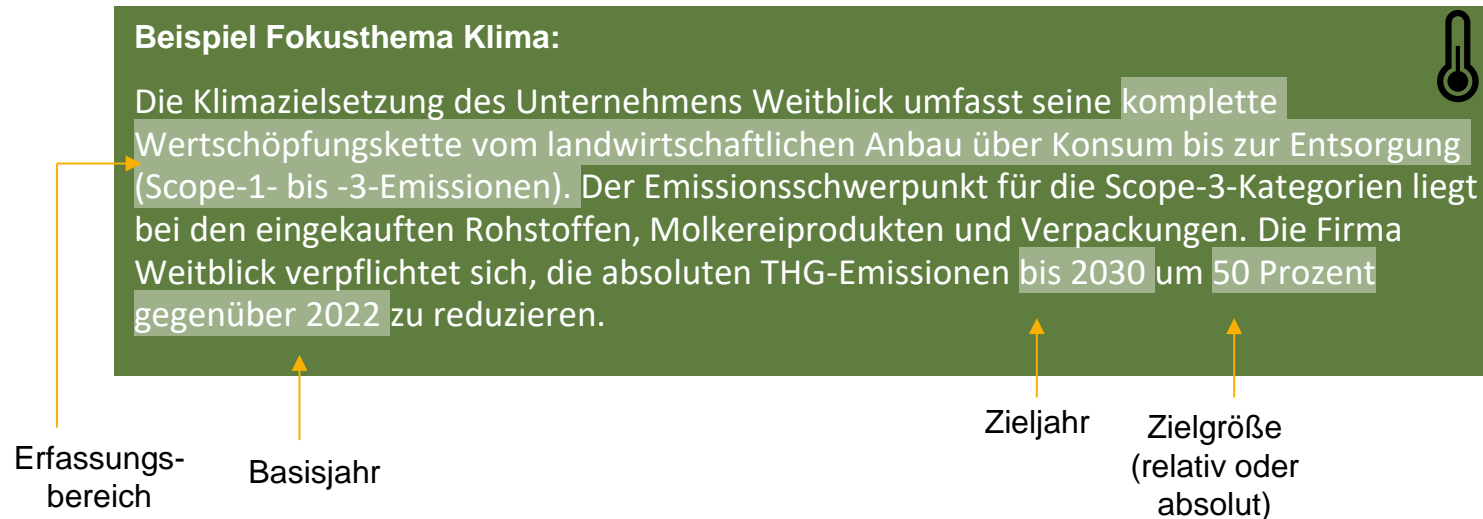 Beispiel Fokusthema Klima:
Die Klimazielsetzung des Unternehmens Weitblick umfasst seine komplette
Wertschöpfungskette vom landwirtschaftlichen Anbau über Konsum bis zur Entsorgung
(Scope-1- bis -3-Emissionen). Der Emissionsschwerpunkt für die Scope-3-Kategorien liegt
bei den eingekauften Rohstoffen, Molkereiprodukten und Verpackungen. Die Firma
Weitblick verpflichtet sich, die absoluten THG-Emissionen bis 2030 um 50 Prozent
gegenüber 2022 zu reduzieren.
Erfassungs-
bereich
Basisjahr
Zieljahr
Zielgröße
(relativ oder
absolut)